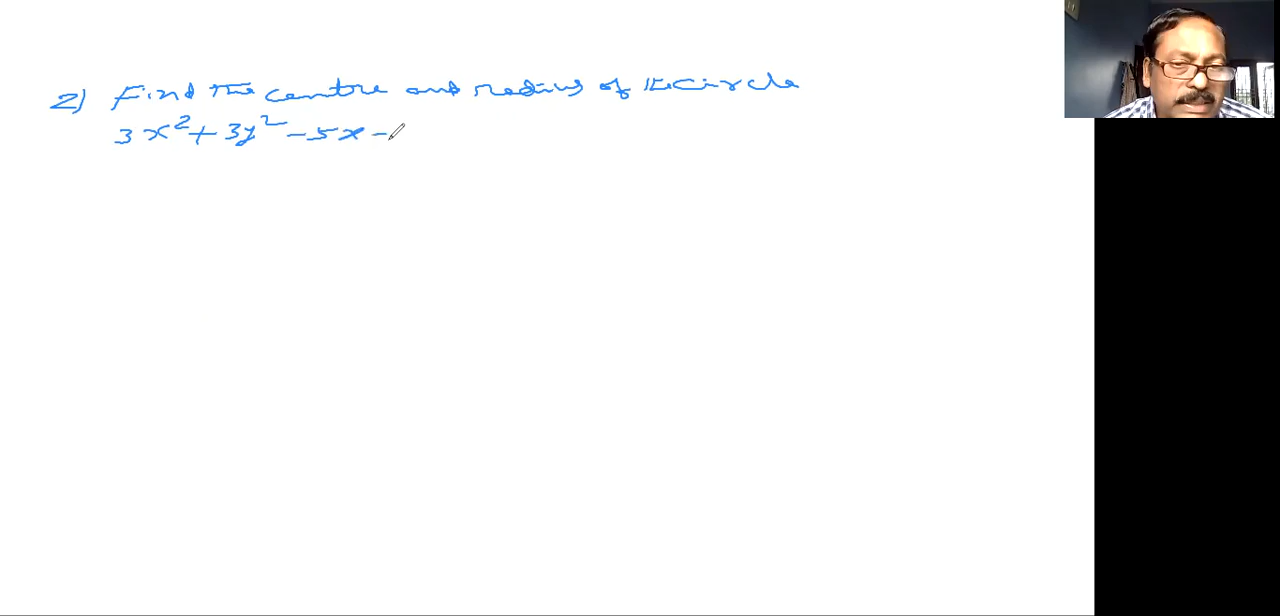 2) Find the centre and radius of the circle
3x² + 3y² - 5x -